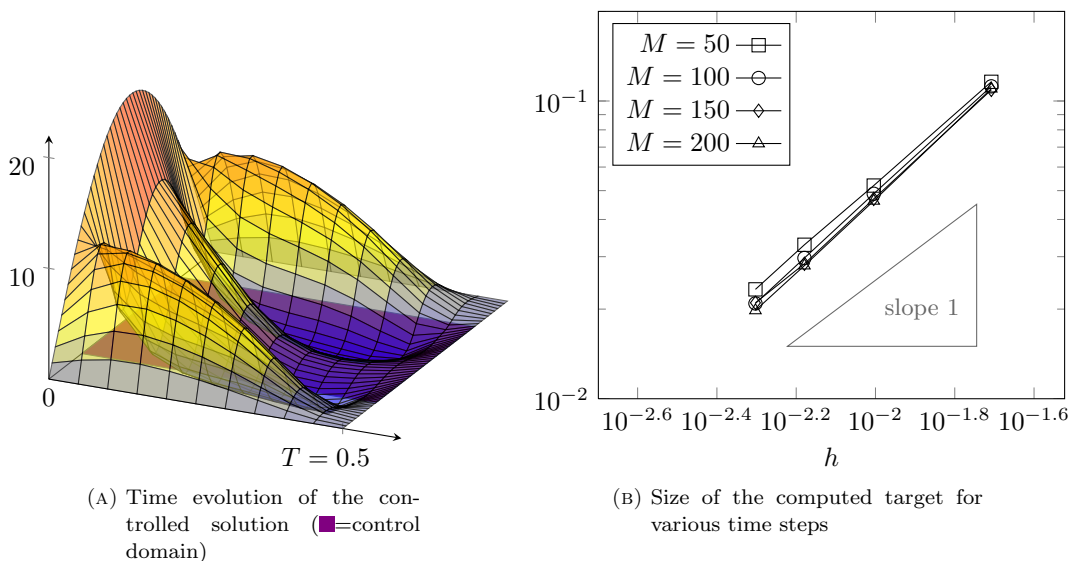 20
10
0
T = 0.5
(A) Time evolution of the con-
trolled solution (■=control
domain)
M = 50
M = 100
M = 150
M = 200
10^{-1}
10^{-2}
slope 1
10^{-2.6} 10^{-2.4} 10^{-2.2} 10^{-2} 10^{-1.8} 10^{-1.6}
h
(B) Size of the computed target for
various time steps